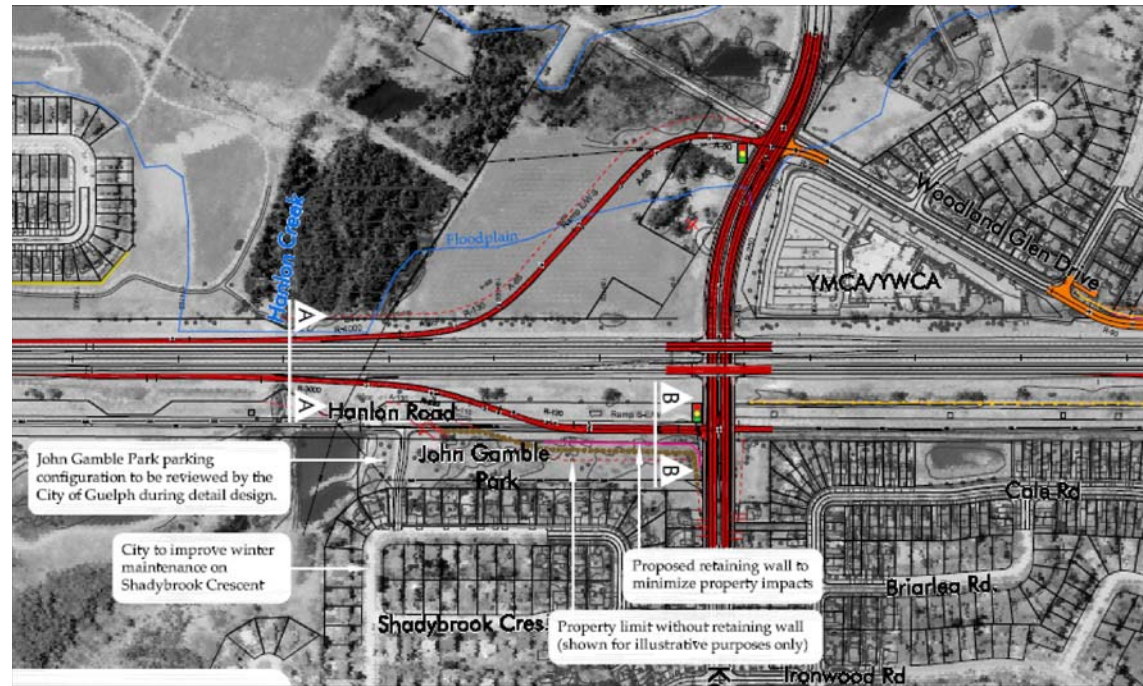 Hanlon Creek
Floodplain
Woodland Glen Drive
YMCA/YWCA
A
A
B
B
Hanlon Road
John Gamble
Park
John Gamble Park parking
configuration to be reviewed by the
City of Guelph during detail design.
City to improve winter
maintenance on
Shadybrook Crescent
Proposed retaining wall to
minimize property impacts
Property limit without retaining wall
(shown for illustrative purposes only)
Shadybrook Cres.
Briarlea Rd.
Ironwood Rd